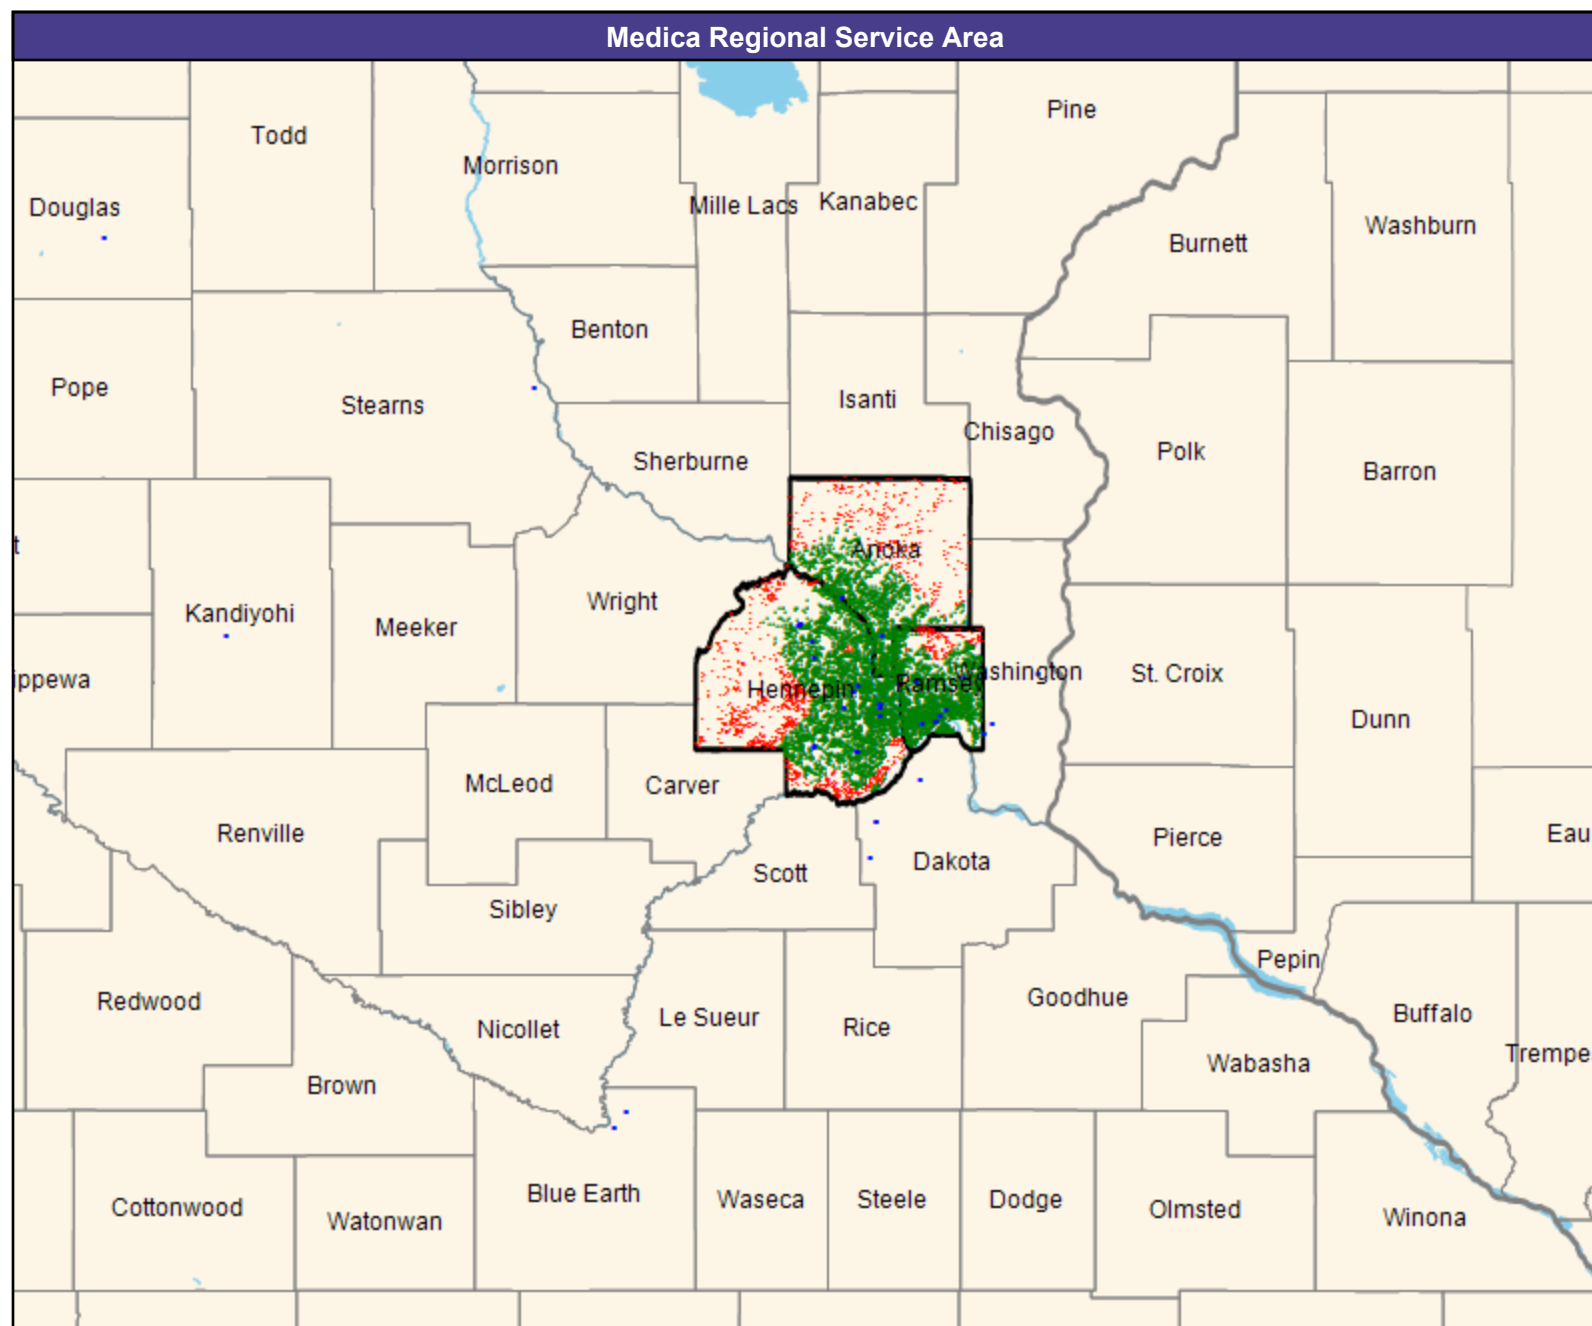 Medica Regional Service Area
Pine
Todd
Morrison
Douglas
Mille Lacs
Kanabec
Washburn
Burnett
Benton
Pope
Stearns
Isanti
Chisago
Polk
Sherburne
Barron
t
Anoka
Kandiyohi
Wright
Meeker
ippewa
Hennepin
Ramsey
Washington
St. Croix
Dunn
McLeod
Carver
Renville
Pierce
Eau
Scott
Dakota
Sibley
Pepin
Redwood
Goodhue
Buffalo
Nicollet
Le Sueur
Rice
Trempe
Wabasha
Brown
Cottonwood
Watonwan
Blue Earth
Waseca
Steele
Dodge
Olmsted
Winona